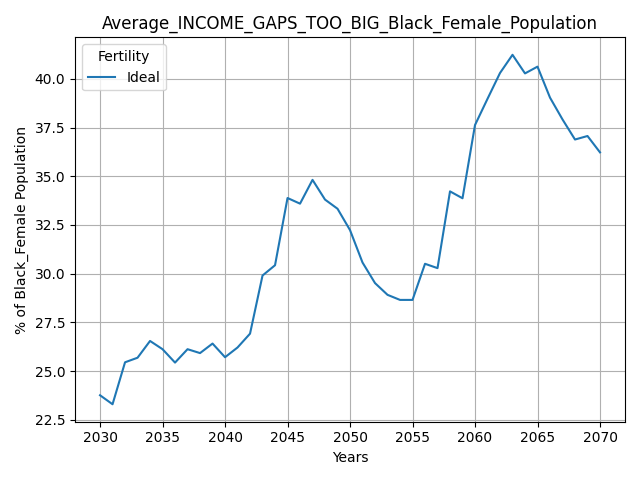 Average_INCOME_GAPS_TOO_BIG_Black_Female_Population
Fertility
Ideal
% of Black_Female Population
40.0
37.5
35.0
32.5
30.0
27.5
25.0
22.5
2030 2035 2040 2045 2050 2055 2060 2065 2070
Years